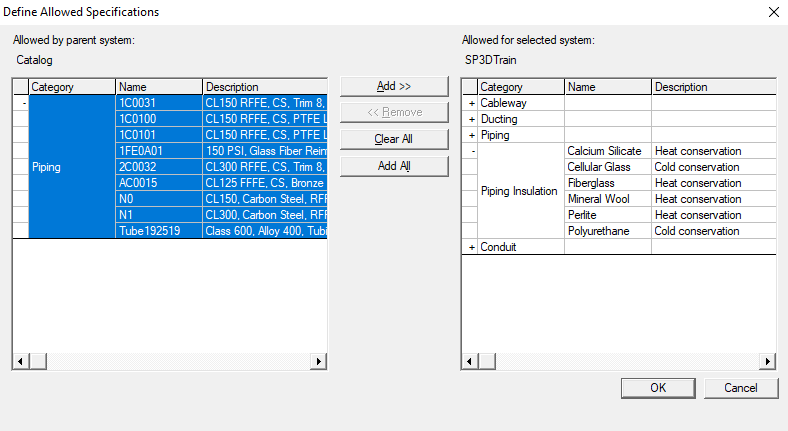 Define Allowed Specifications
Allowed by parent system:
Catalog
Category Name Description
- Piping
1C0031 CL150 RFFE, CS, Trim 8,
1C0100 CL150 RFFE, CS, PTFE L
1C0101 CL150 RFFE, CS, PTFE L
1FE0A01 150 PSI, Glass Fiber Rein
2C0032 CL300 RFFE, CS, Trim 8,
AC0015 CL125 FFFE, CS, Bronze
N0 CL150, Carbon Steel, RFF
N1 CL300, Carbon Steel, RFF
Tube192519 Class 600, Alloy 400, Tubi
Add >>
<< Remove
Clear All
Add All
Allowed for selected system:
SP3DTrain
Category Name Description
+ Cableway
+ Ducting
+ Piping
- Piping Insulation
Calcium Silicate Heat conservation
Cellular Glass Cold conservation
Fiberglass Heat conservation
Mineral Wool Heat conservation
Perlite Heat conservation
Polyurethane Cold conservation
+ Conduit
OK Cancel